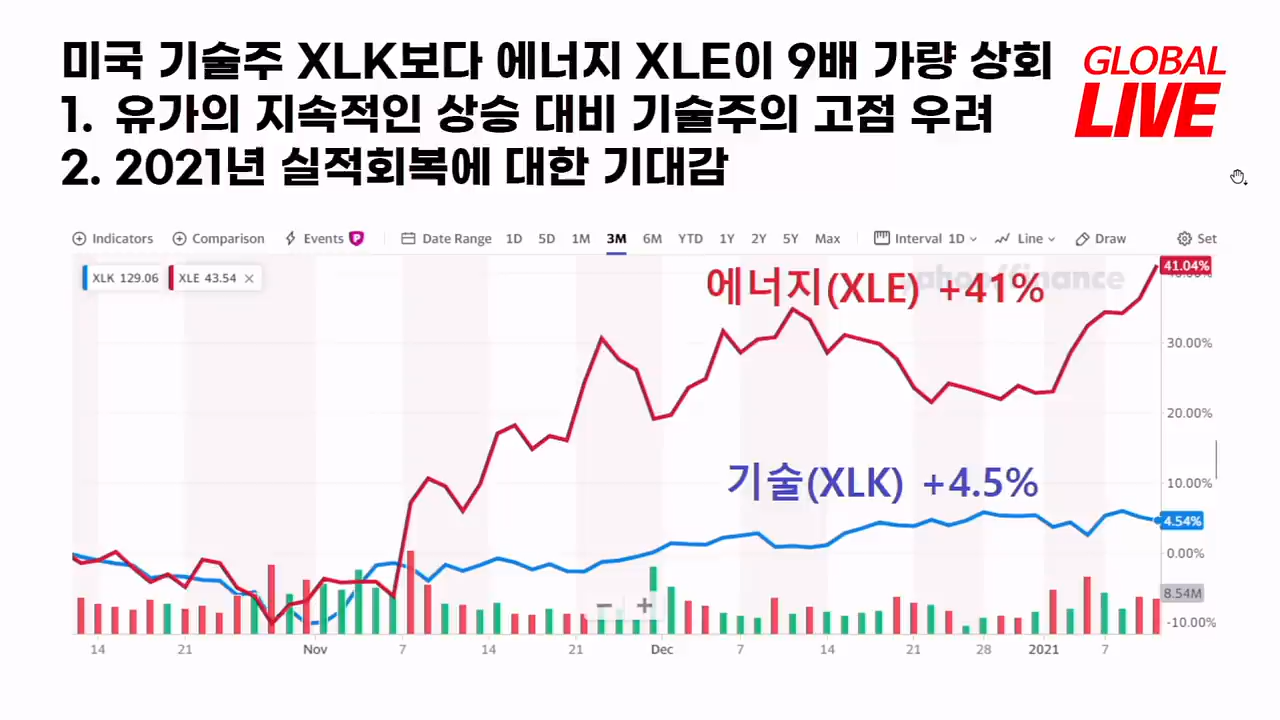 미국 기술주 XLK보다 에너지 XLE이 9배 가량 상회
1. 유가의 지속적인 상승 대비 기술주의 고점 우려
2. 2021년 실적회복에 대한 기대감
GLOBAL
LIVE
Indicators Comparison Events P Date Range 1D 5D 1M 3M 6M YTD 1Y 2Y 5Y Max Interval 1D Line Draw Set
XLK 129.06 XLE 43.54
yahoo/finance
에너지(XLE) +41%
41.04%
40.00%
30.00%
20.00%
기술(XLK) +4.5%
10.00%
4.54%
0.00%
8.54M
-10.00%
14 21 Nov 7 14 21 Dec 7 14 21 28 2021 7